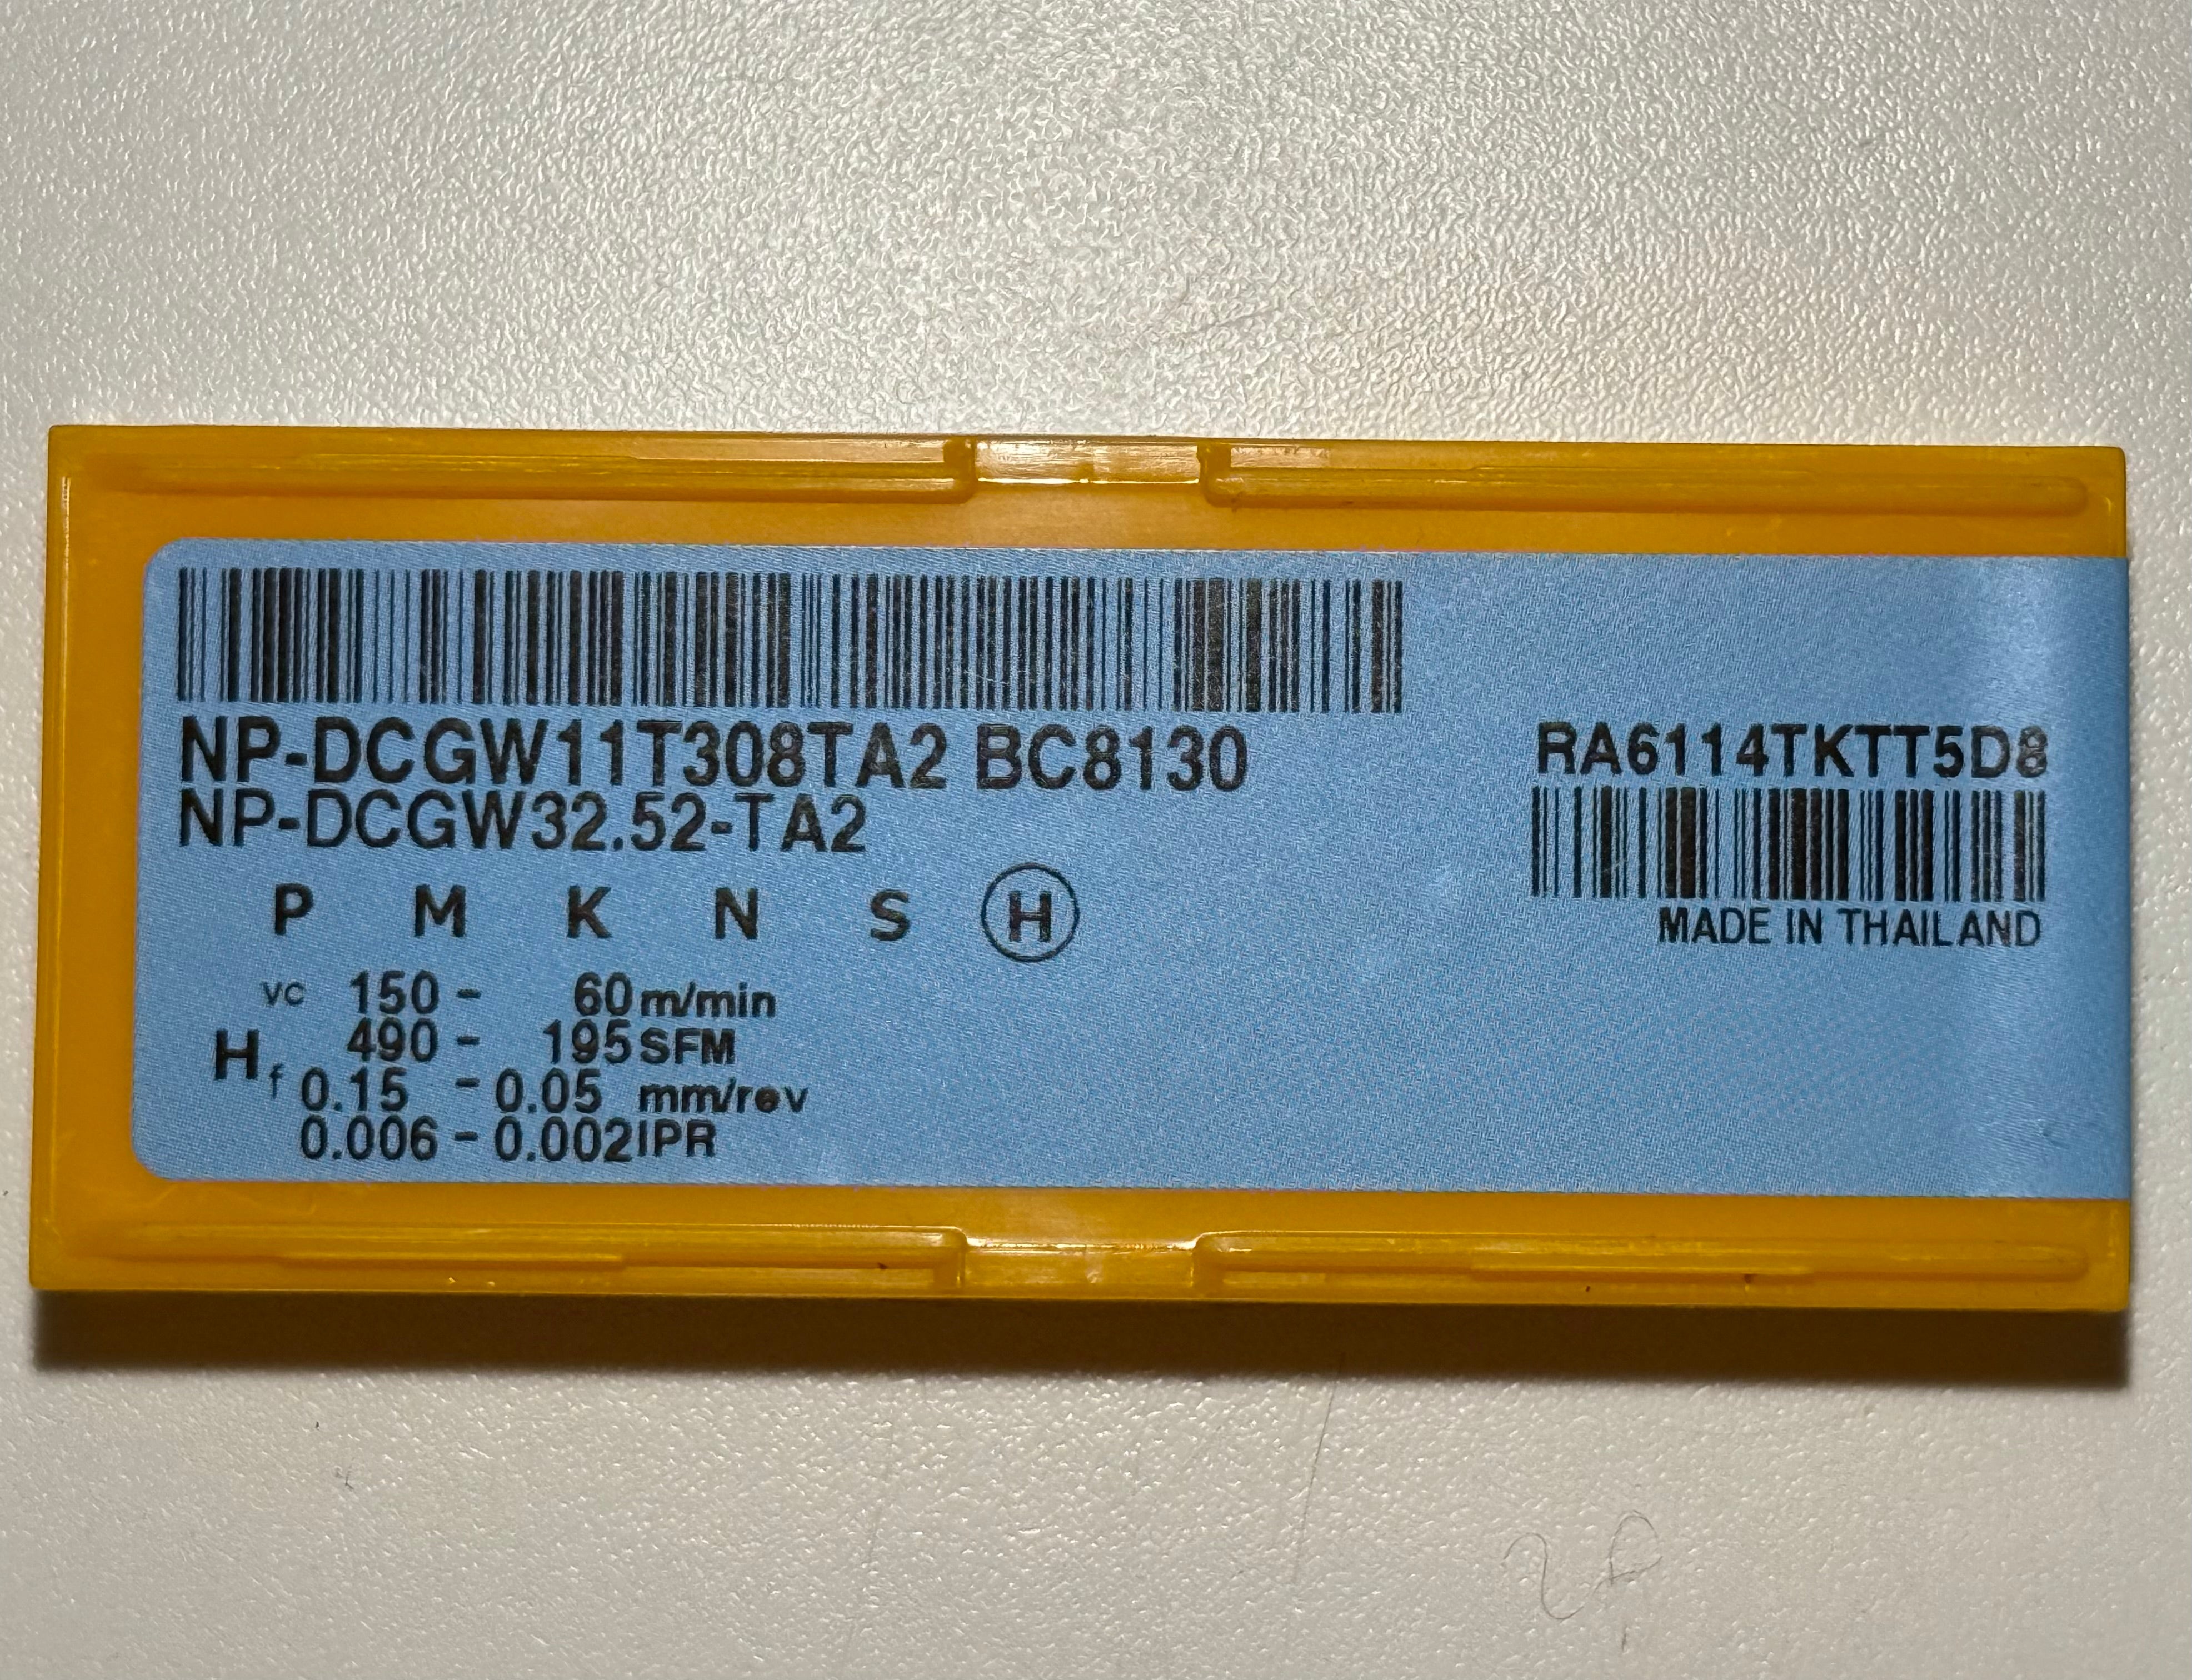 NP-DCGW11T308TA2 BC8130
NP-DCGW32.52-TA2
RA6114TKTT5D8
MADE IN THAILAND
P M K N S H
vc 150 - 60 m/min
490 - 195 SFM
H
f 0.15 - 0.05 mm/rev
0.006 - 0.002 IPR